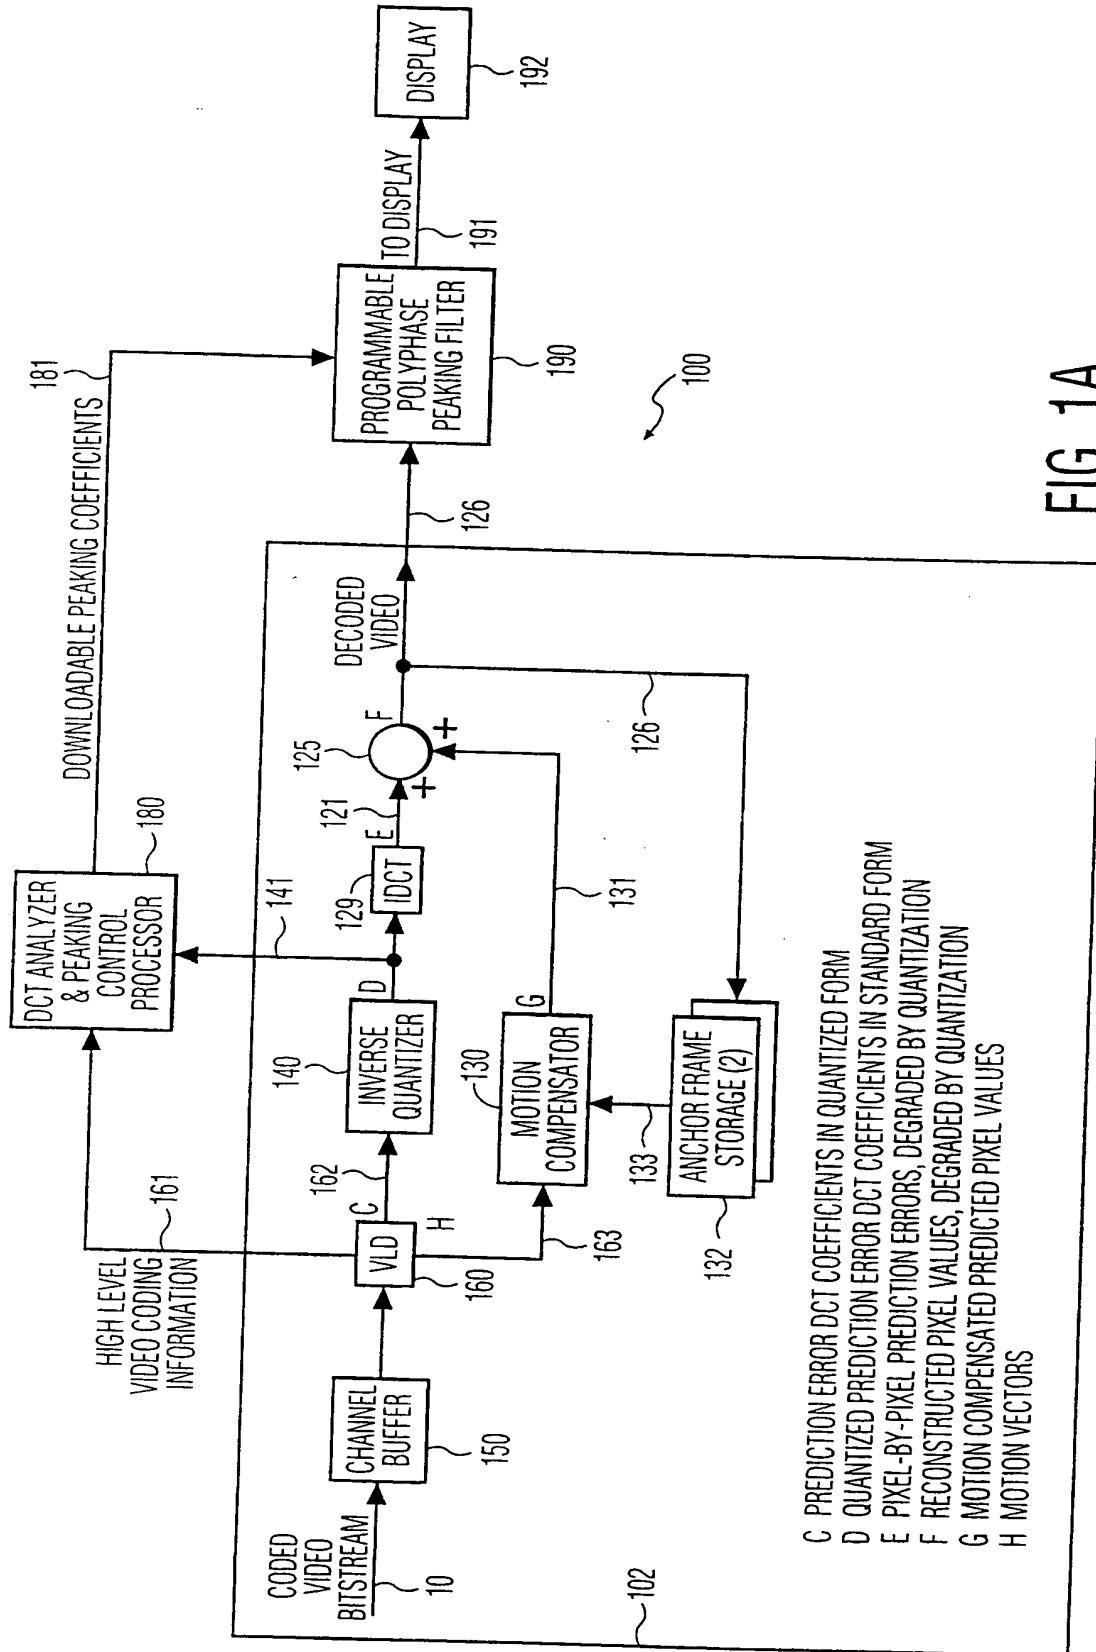 HIGH LEVEL
VIDEO CODING
INFORMATION
161
DCT ANALYZER
& PEAKING
CONTROL
PROCESSOR
180
DOWNLOADABLE PEAKING COEFFICIENTS
181
141
CODED
VIDEO
BITSTREAM
10
CHANNEL
BUFFER
150
VLD
160
C
162
H
163
INVERSE
QUANTIZER
140
D
IDCT
129
E
121
125
+
+
F
DECODED
VIDEO
126
126
PROGRAMMABLE
POLYPHASE
PEAKING FILTER
190
TO DISPLAY
191
DISPLAY
192
MOTION
COMPENSATOR
130
G
131
133
ANCHOR FRAME
STORAGE (2)
132
102
100
C PREDICTION ERROR DCT COEFFICIENTS IN QUANTIZED FORM
D QUANTIZED PREDICTION ERROR DCT COEFFICIENTS IN STANDARD FORM
E PIXEL-BY-PIXEL PREDICTION ERRORS, DEGRADED BY QUANTIZATION
F RECONSTRUCTED PIXEL VALUES, DEGRADED BY QUANTIZATION
G MOTION COMPENSATED PREDICTED PIXEL VALUES
H MOTION VECTORS
FIG. 1A